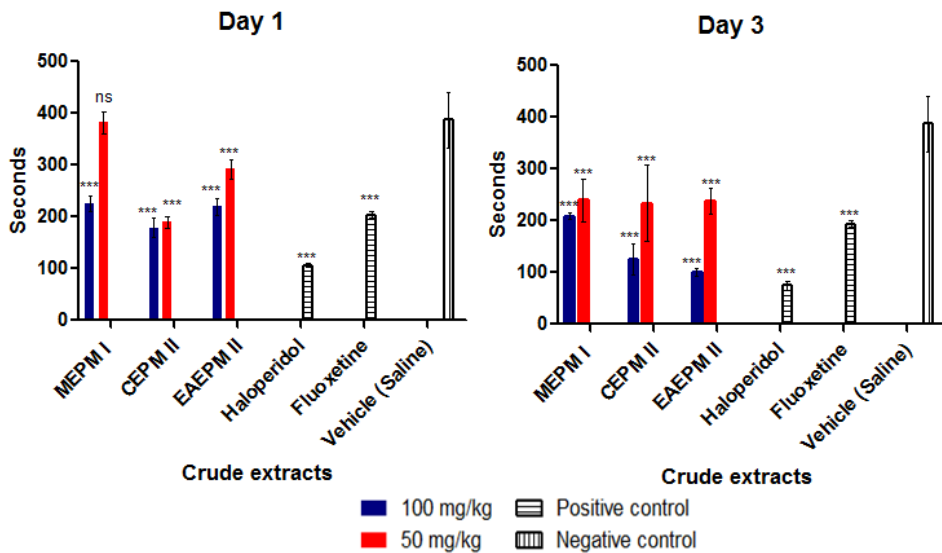 Day 1
Seconds
500
400
300
200
100
0
ns
***
***
***
***
***
***
***
MEPM I
CEPM II
EAEPM II
Haloperidol
Fluoxetine
Vehicle (Saline)
Crude extracts
Day 3
Seconds
500
400
300
200
100
0
***
***
***
***
***
***
***
***
MEPM I
CEPM II
EAEPM II
Haloperidol
Fluoxetine
Vehicle (Saline)
Crude extracts
100 mg/kg
Positive control
50 mg/kg
Negative control